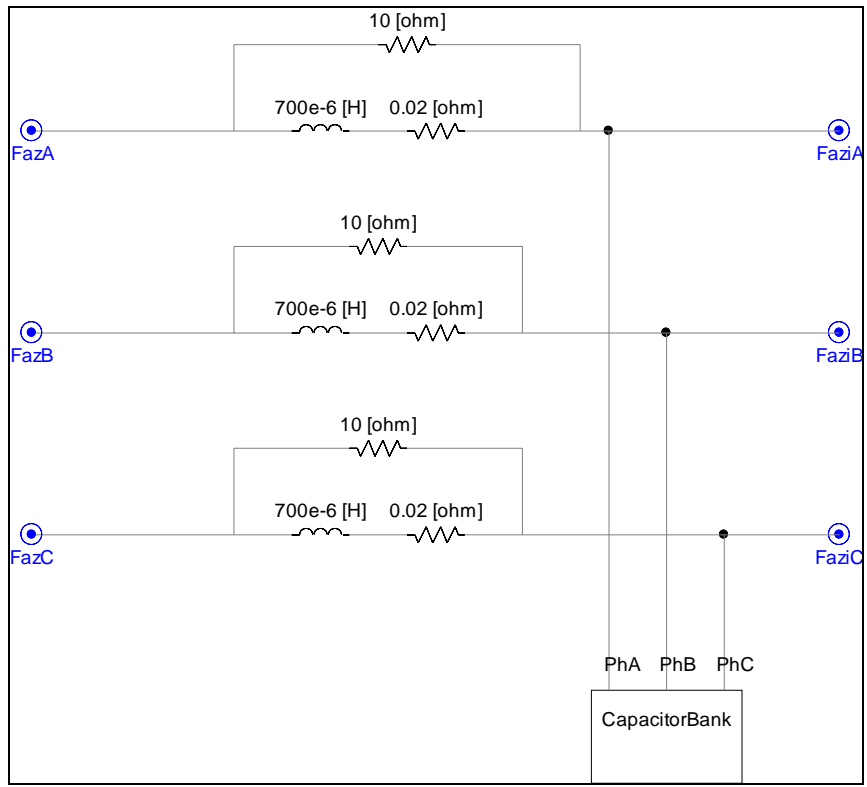 10 [ohm]
700e-6 [H] 0.02 [ohm]
FazA
FaziA
10 [ohm]
700e-6 [H] 0.02 [ohm]
FazB
FaziB
10 [ohm]
700e-6 [H] 0.02 [ohm]
FazC
FaziC
PhA PhB PhC
CapacitorBank